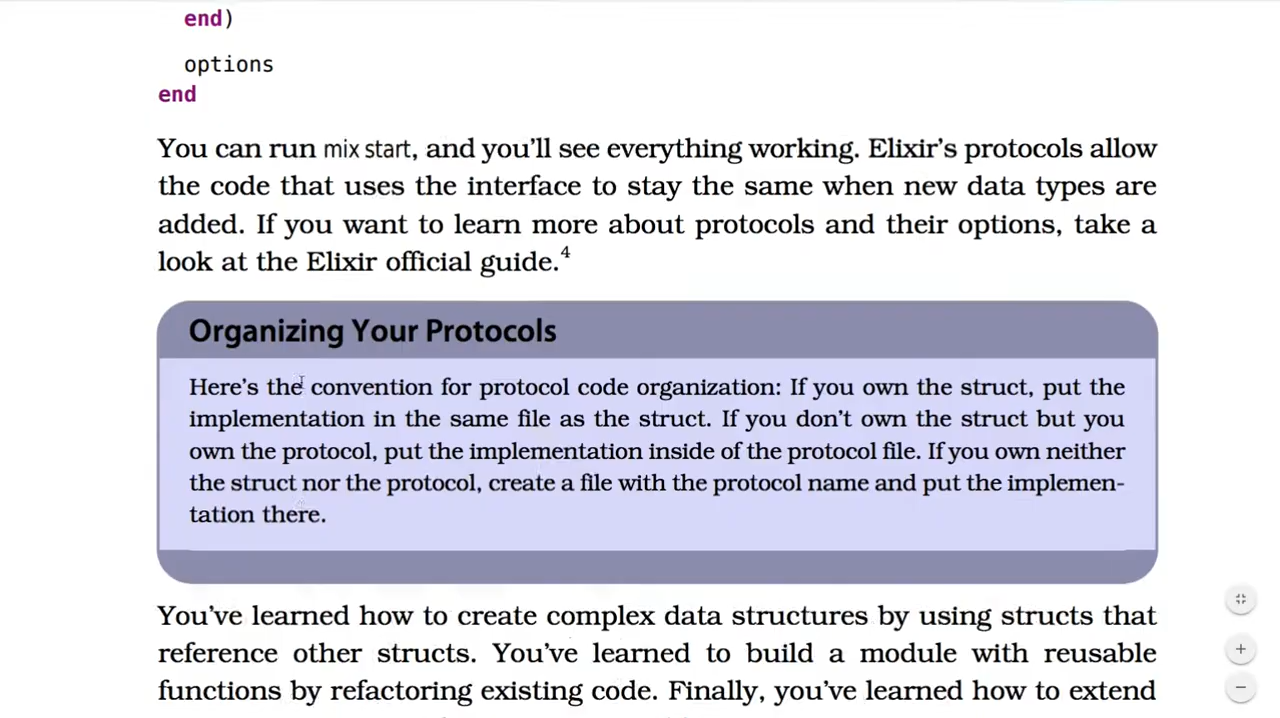 end)
options
end
You can run mix start, and you’ll see everything working. Elixir’s protocols allow
the code that uses the interface to stay the same when new data types are
added. If you want to learn more about protocols and their options, take a
look at the Elixir official guide.4
Organizing Your Protocols
Here’s the convention for protocol code organization: If you own the struct, put the
implementation in the same file as the struct. If you don’t own the struct but you
own the protocol, put the implementation inside of the protocol file. If you own neither
the struct nor the protocol, create a file with the protocol name and put the implemen-
tation there.
You’ve learned how to create complex data structures by using structs that
reference other structs. You’ve learned to build a module with reusable
functions by refactoring existing code. Finally, you’ve learned how to extend